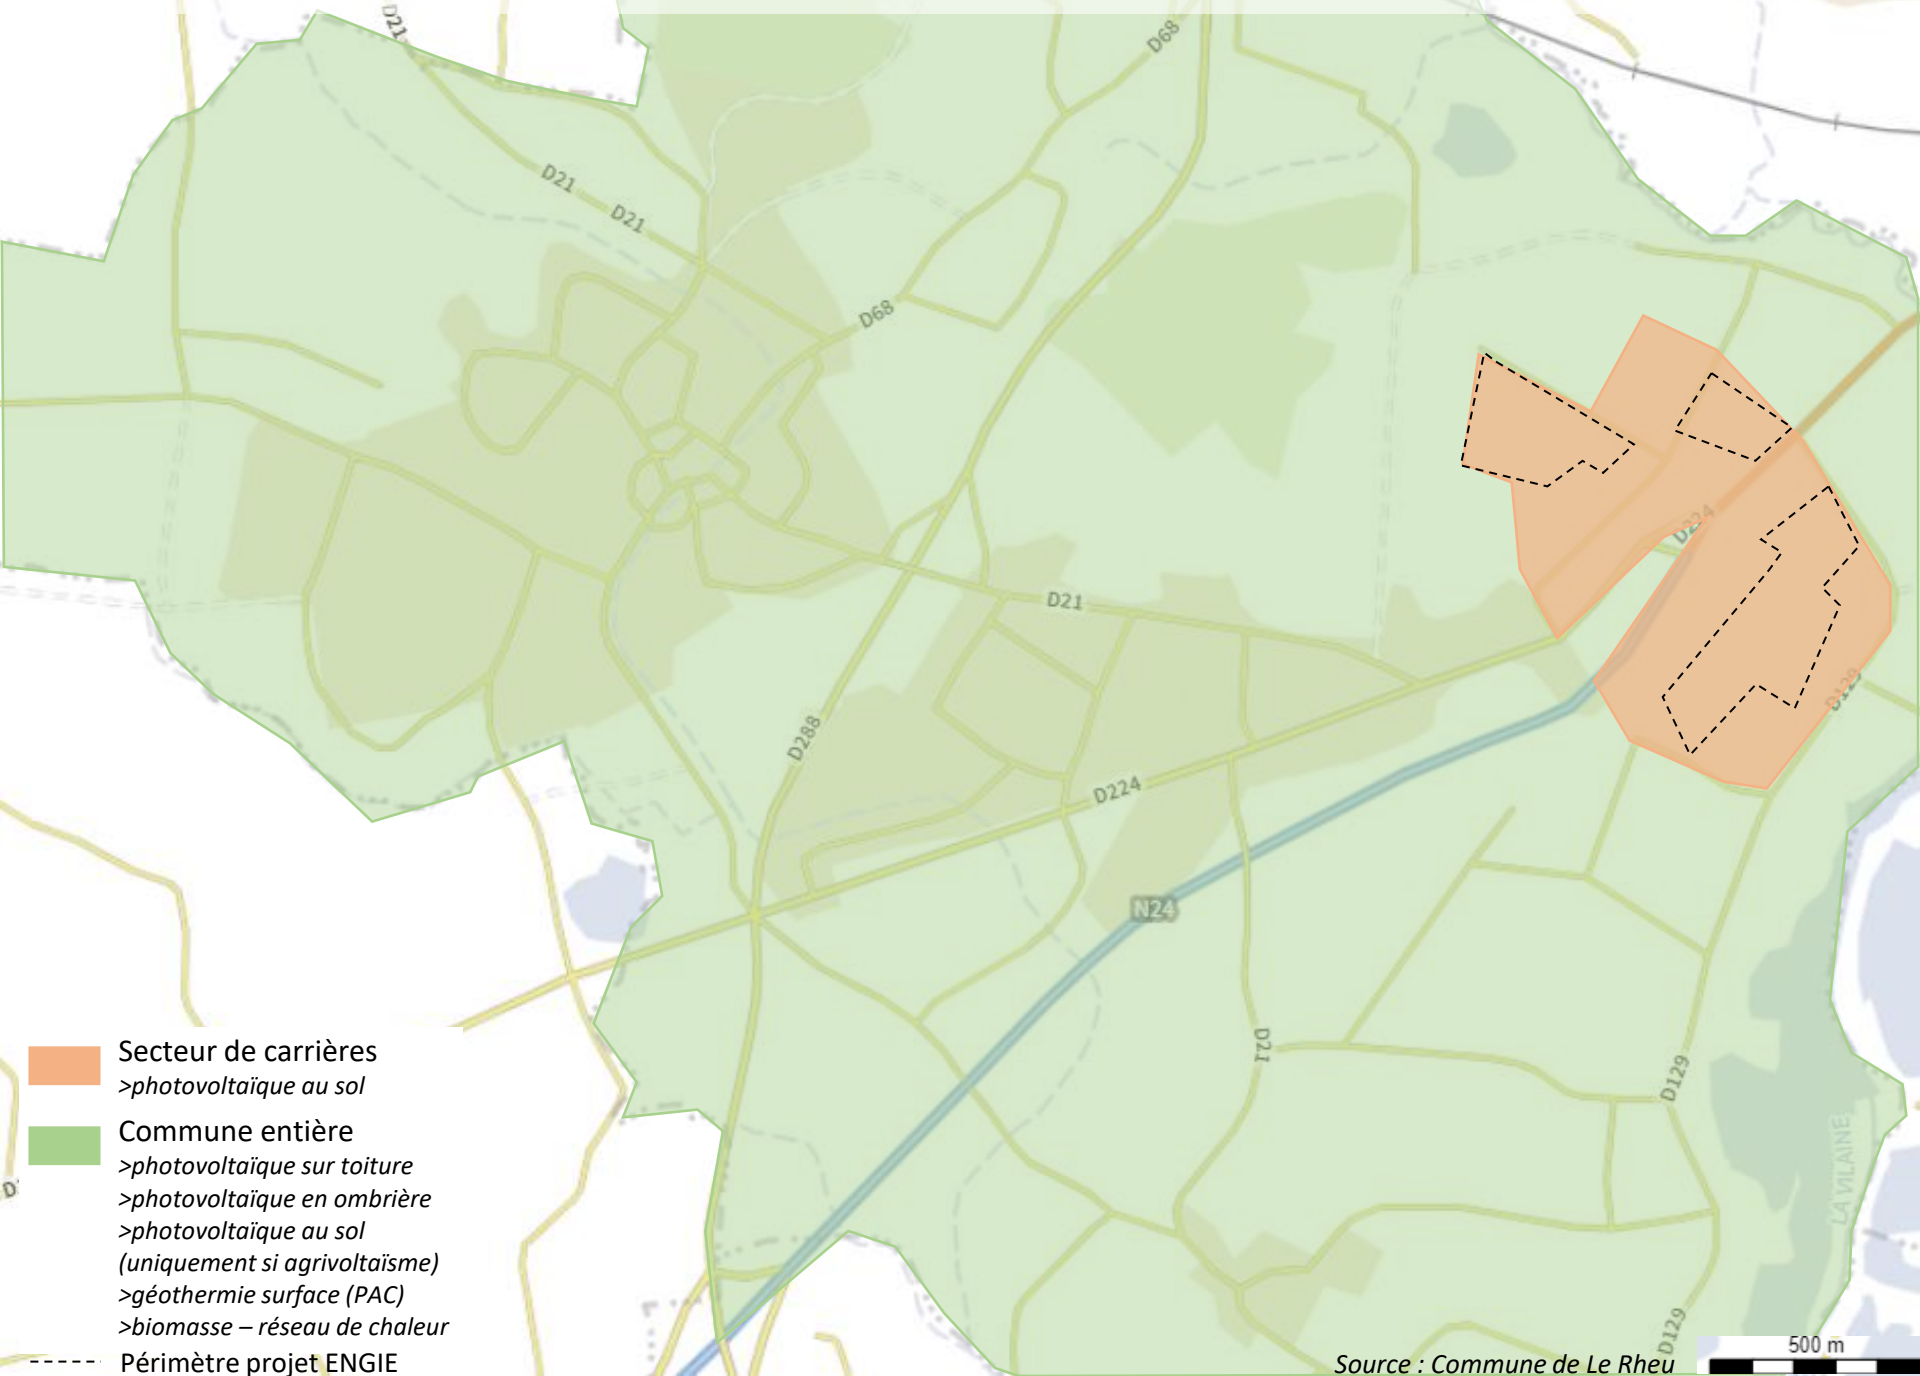 D21
D68
D21
D21
D68
D224
D21
D129
D288
D224
N24
D21
D129
LA VILAINE
D129
D
Secteur de carrières
>photovoltaïque au sol
Commune entière
>photovoltaïque sur toiture
>photovoltaïque en ombrière
>photovoltaïque au sol
(uniquement si agrivoltaïsme)
>géothermie surface (PAC)
>biomasse – réseau de chaleur
Périmètre projet ENGIE
500 m
Source : Commune de Le Rheu